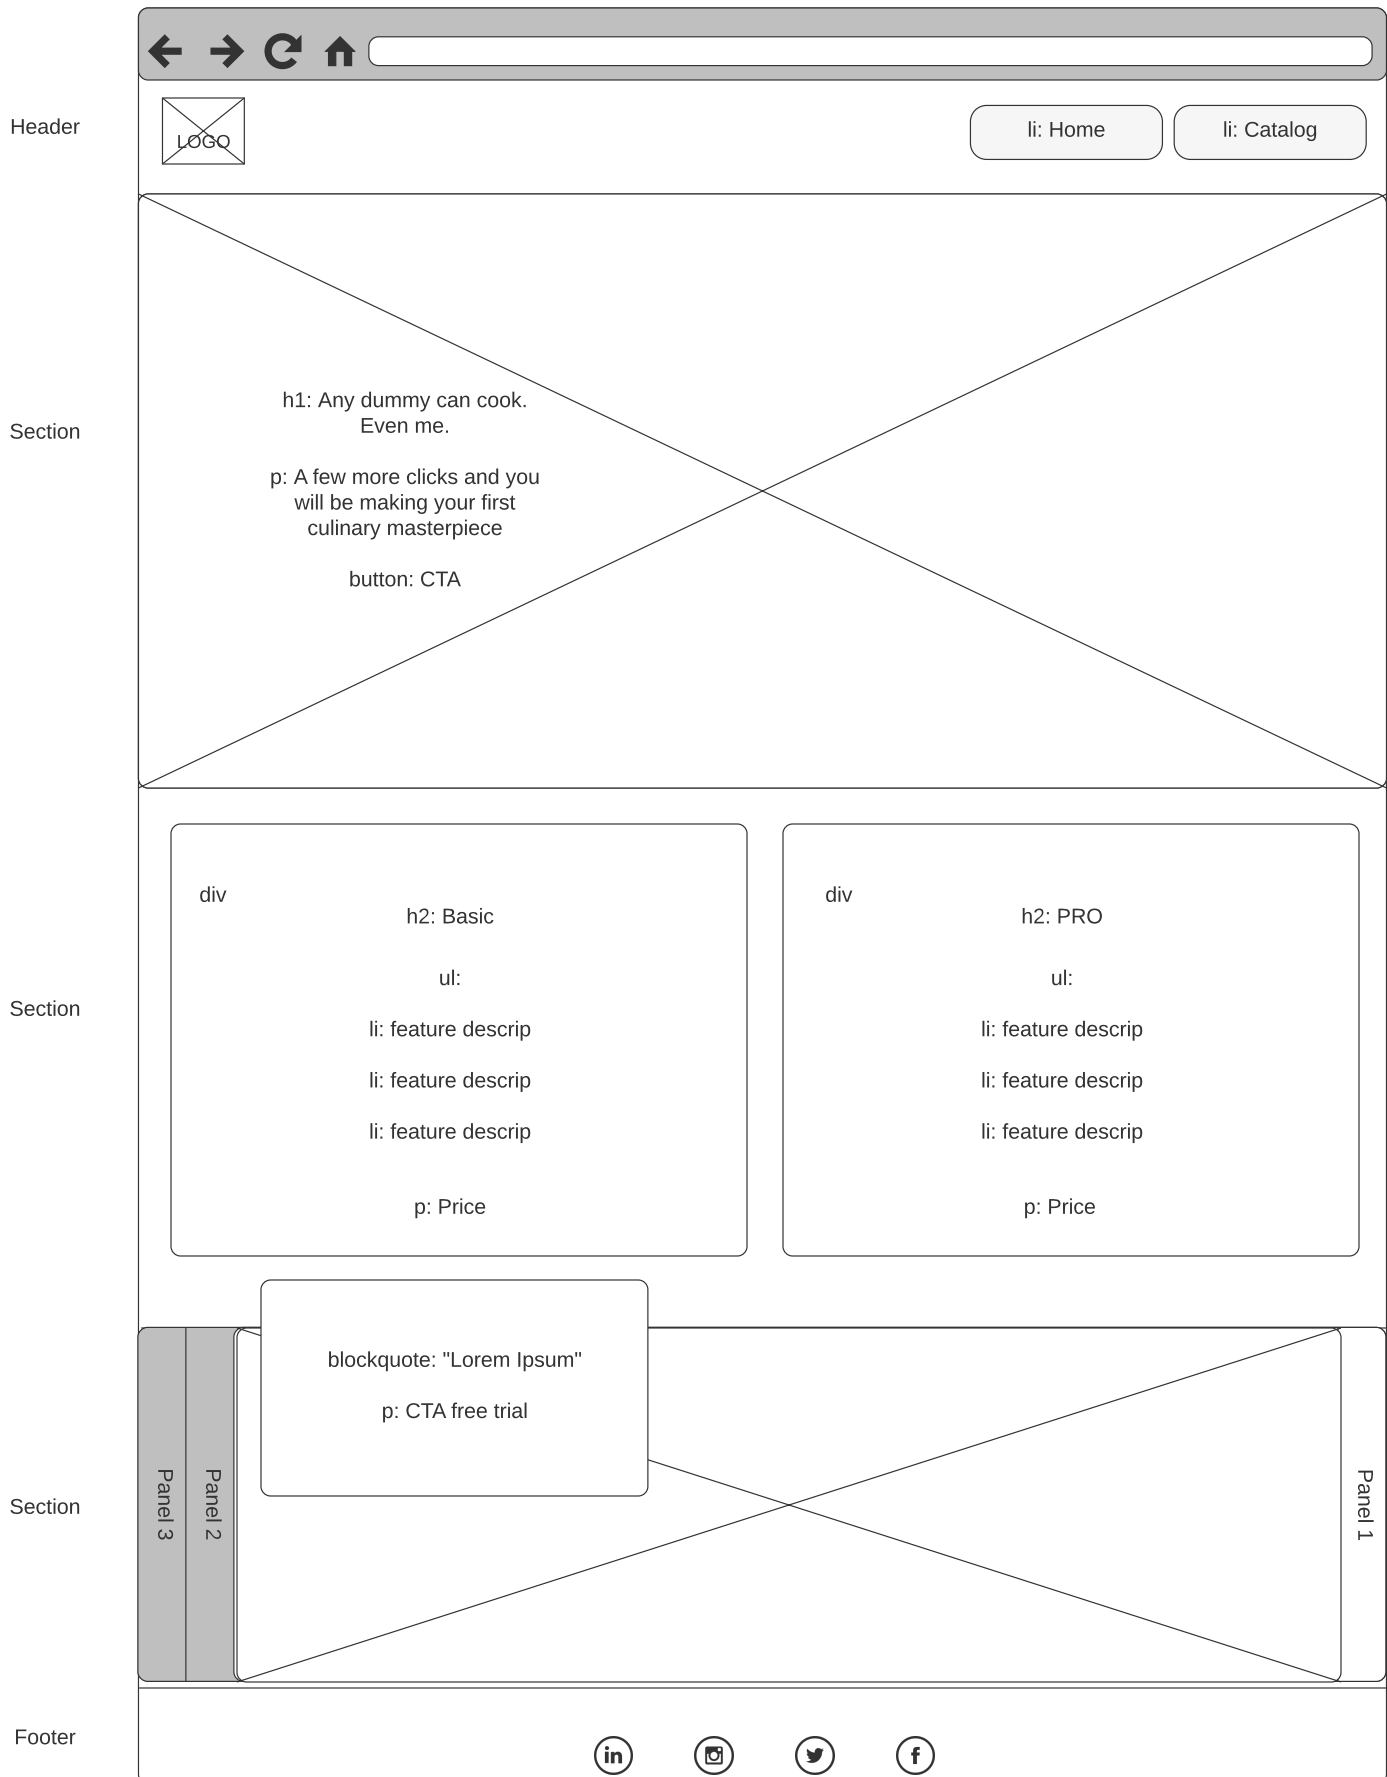 Header
LOGO
li: Home
li: Catalog
Section
h1: Any dummy can cook.
Even me.
p: A few more clicks and you
will be making your first
culinary masterpiece
button: CTA
Section
div
h2: Basic
ul:
li: feature descrip
li: feature descrip
li: feature descrip
p: Price
div
h2: PRO
ul:
li: feature descrip
li: feature descrip
li: feature descrip
p: Price
Section
Panel 3
Panel 2
blockquote: "Lorem Ipsum"
p: CTA free trial
Panel 1
Footer